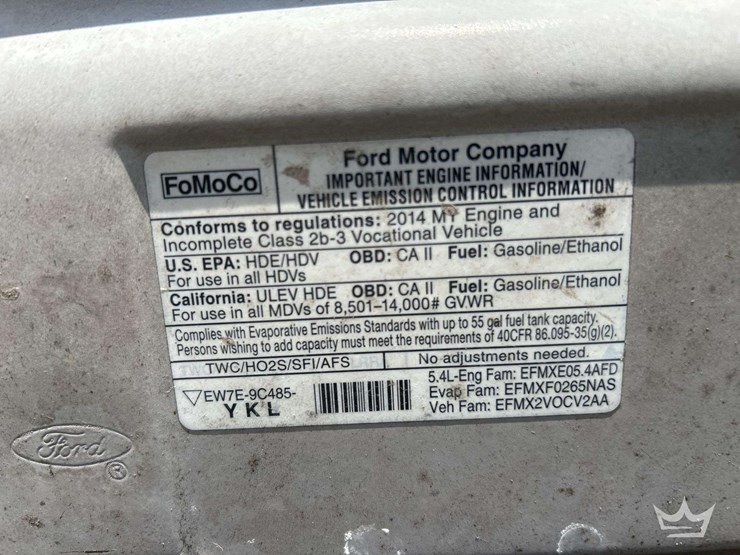 FoMoCo
Ford Motor Company
IMPORTANT ENGINE INFORMATION/
VEHICLE EMISSION CONTROL INFORMATION
Conforms to regulations: 2014 MY Engine and
Incomplete Class 2b-3 Vocational Vehicle
U.S. EPA: HDE/HDV OBD: CA II Fuel: Gasoline/Ethanol
For use in all HDVs
California: ULEV HDE OBD: CA II Fuel: Gasoline/Ethanol
For use in all MDVs of 8,501-14,000# GVWR
Complies with Evaporative Emissions Standards with up to 55 gal fuel tank capacity.
Persons wishing to add capacity must meet the requirements of 40CFR 86.095-35(g)(2).
TWC/HO2S/SFI/AFS
No adjustments needed.
EW7E-9C485-
YKL
5.4L-Eng Fam: EFMXE05.4AFD
Evap Fam: EFMXF0265NAS
Veh Fam: EFMX2VOCV2AA
Ford ®